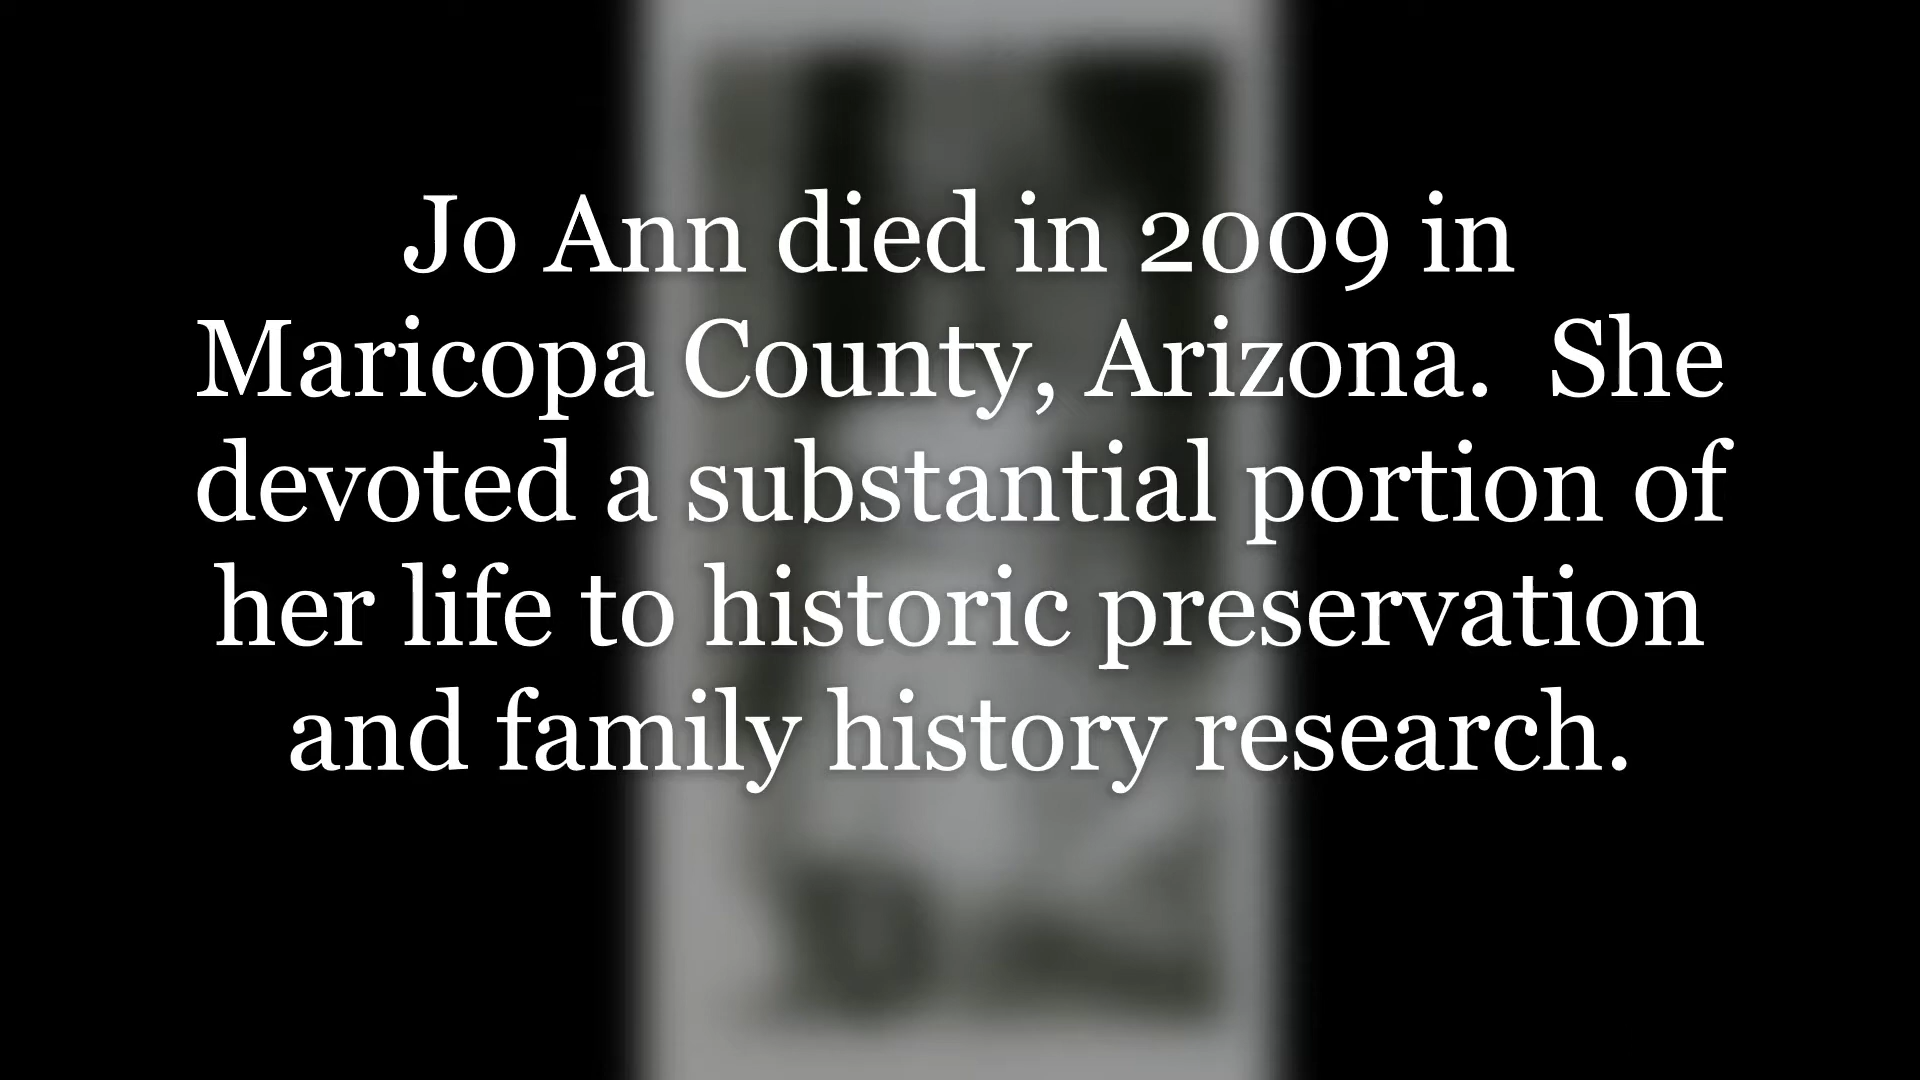 Jo Ann died in 2009 in
Maricopa County, Arizona.  She
devoted a substantial portion of
her life to historic preservation
and family history research.